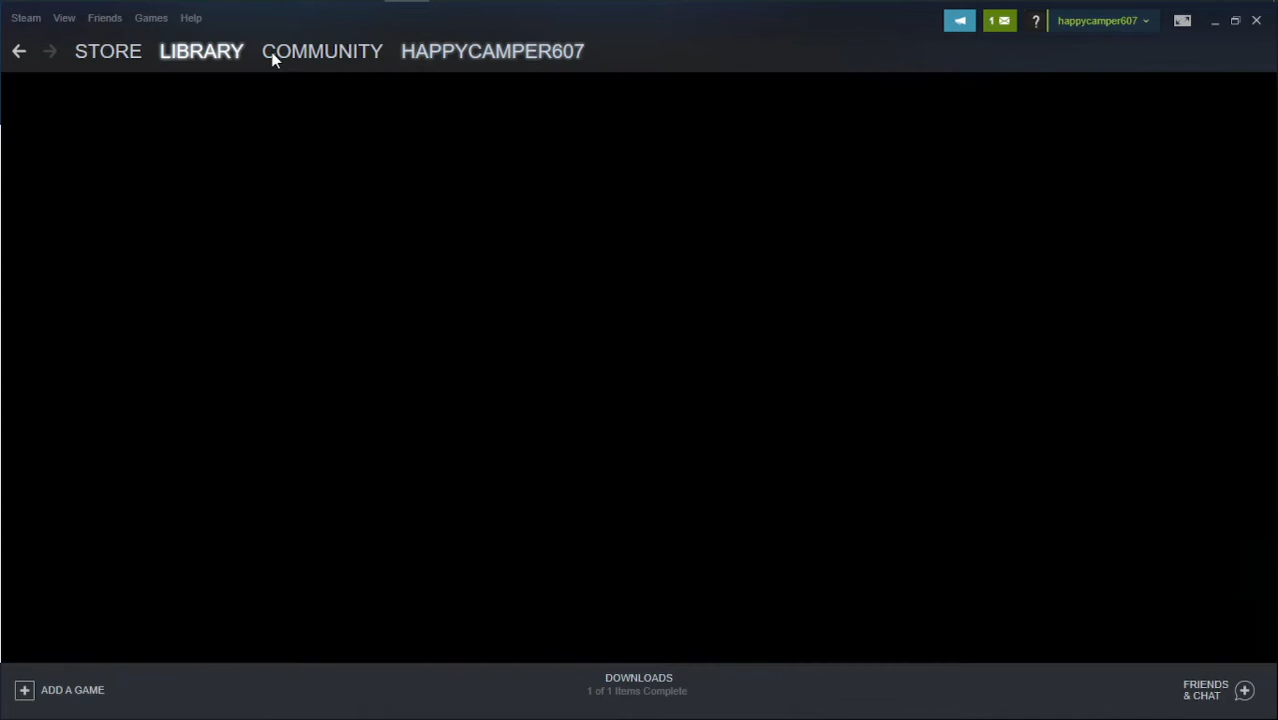 Steam View Friends Games Help
1 ? happycamper607
STORE LIBRARY COMMUNITY HAPPYCAMPER607
DOWNLOADS
1 of 1 Items Complete
ADD A GAME
FRIENDS
& CHAT